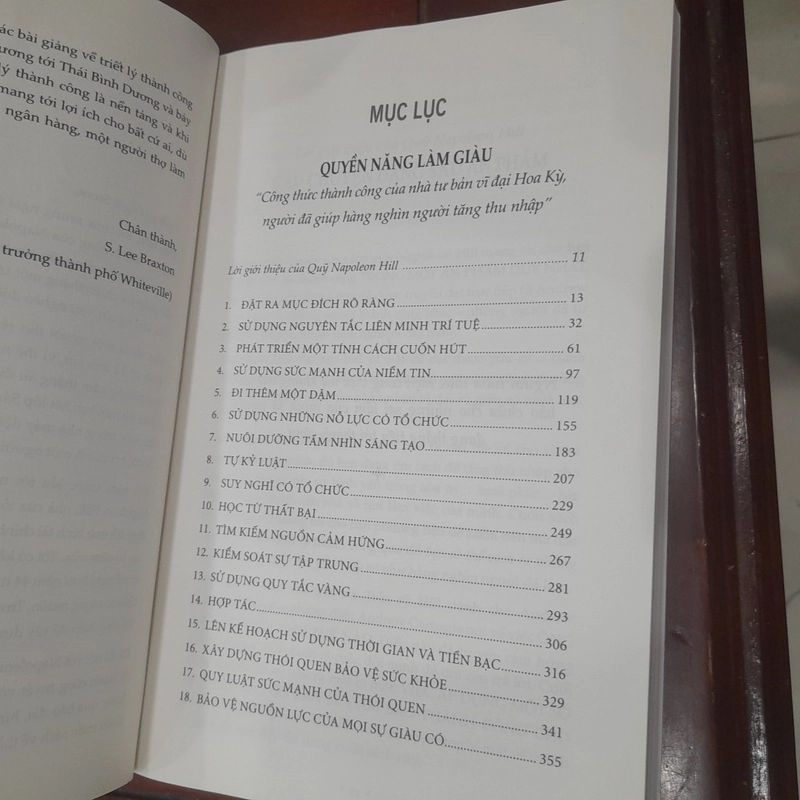 ác bài giảng về triết lý thành công
ương tới Thái Bình Dương và bày
lý thành công là nền tảng và khi
mang tới lợi ích cho bất cứ ai, dù
ngân hàng, một người thợ làm
Chân thành,
S. Lee Braxton
trưởng thành phố Whiteville)
MỤC LỤC
QUYỀN NĂNG LÀM GIÀU
“Công thức thành công của nhà tư bản vĩ đại Hoa Kỳ,
người đã giúp hàng nghìn người tăng thu nhập”
Lời giới thiệu của Quỹ Napoleon Hill 11
1. ĐẶT RA MỤC ĐÍCH RÕ RÀNG 13
2. SỬ DỤNG NGUYÊN TẮC LIÊN MINH TRÍ TUỆ 32
3. PHÁT TRIỂN MỘT TÍNH CÁCH CUỐN HÚT 61
4. SỬ DỤNG SỨC MẠNH CỦA NIỀM TIN 97
5. ĐI THÊM MỘT DẶM 119
6. SỬ DỤNG NHỮNG NỖ LỰC CÓ TỔ CHỨC 155
7. NUÔI DƯỠNG TẦM NHÌN SÁNG TẠO 183
8. TỰ KỶ LUẬT 207
9. SUY NGHĨ CÓ TỔ CHỨC 229
10. HỌC TỪ THẤT BẠI 249
11. TÌM KIẾM NGUỒN CẢM HỨNG 267
12. KIỂM SOÁT SỰ TẬP TRUNG 281
13. SỬ DỤNG QUY TẮC VÀNG 293
14. HỢP TÁC 306
15. LÊN KẾ HOẠCH SỬ DỤNG THỜI GIAN VÀ TIỀN BẠC 316
16. XÂY DỰNG THÓI QUEN BẢO VỆ SỨC KHỎE 329
17. QUY LUẬT SỨC MẠNH CỦA THÓI QUEN 341
18. BẢO VỆ NGUỒN LỰC CỦA MỌI SỰ GIÀU CÓ 355